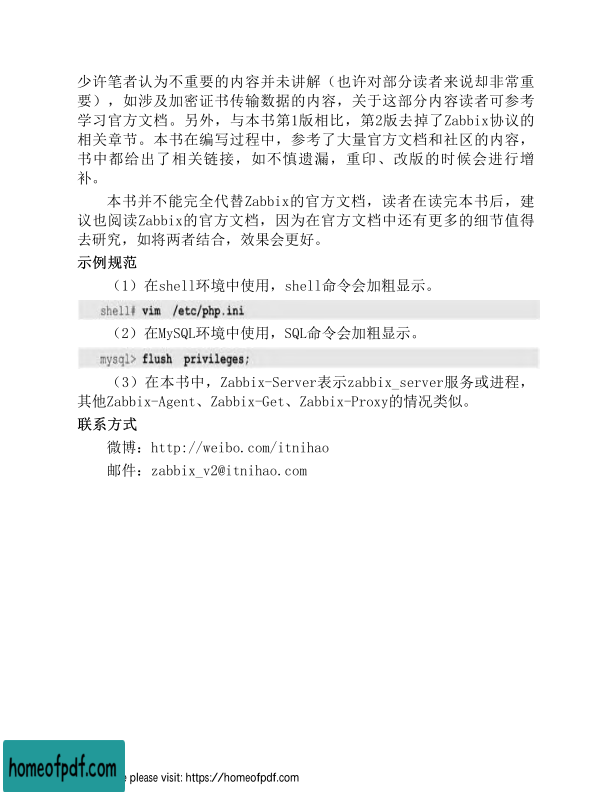 少许笔者认为不重要的内容并未讲解（也许对部分读者来说却非常重
要），如涉及加密证书传输数据的内容，关于这部分内容读者可参考
学习官方文档。另外，与本书第1版相比，第2版去掉了Zabbix协议的
相关章节。本书在编写过程中，参考了大量官方文档和社区的内容，
书中都给出了相关链接，如不慎遗漏，重印、改版的时候会进行增
补。
本书并不能完全代替Zabbix的官方文档，读者在读完本书后，建
议也阅读Zabbix的官方文档，因为在官方文档中还有更多的细节值得
去研究，如将两者结合，效果会更好。
示例规范
（1）在shell环境中使用，shell命令会加粗显示。
shell# vim /etc/php.ini
（2）在MySQL环境中使用，SQL命令会加粗显示。
mysql> flush privileges;
（3）在本书中，Zabbix-Server表示zabbix_server服务或进程，
其他Zabbix-Agent、Zabbix-Get、Zabbix-Proxy的情况类似。
联系方式
微博：http://weibo.com/itnihao
邮件：zabbix_v2@itnihao.com
homeofpdf.com
please visit: https://homeofpdf.com